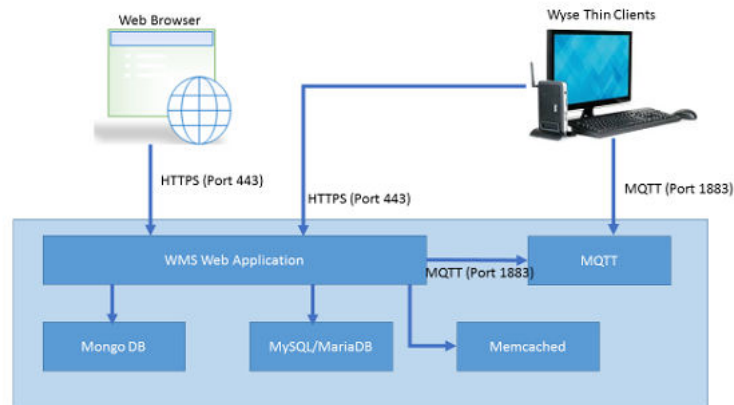 Web Browser
Wyse Thin Clients
HTTPS (Port 443)
HTTPS (Port 443)
MQTT (Port 1883)
WMS Web Application
MQTT (Port 1883)
MQTT
Mongo DB
MySQL/MariaDB
Memcached